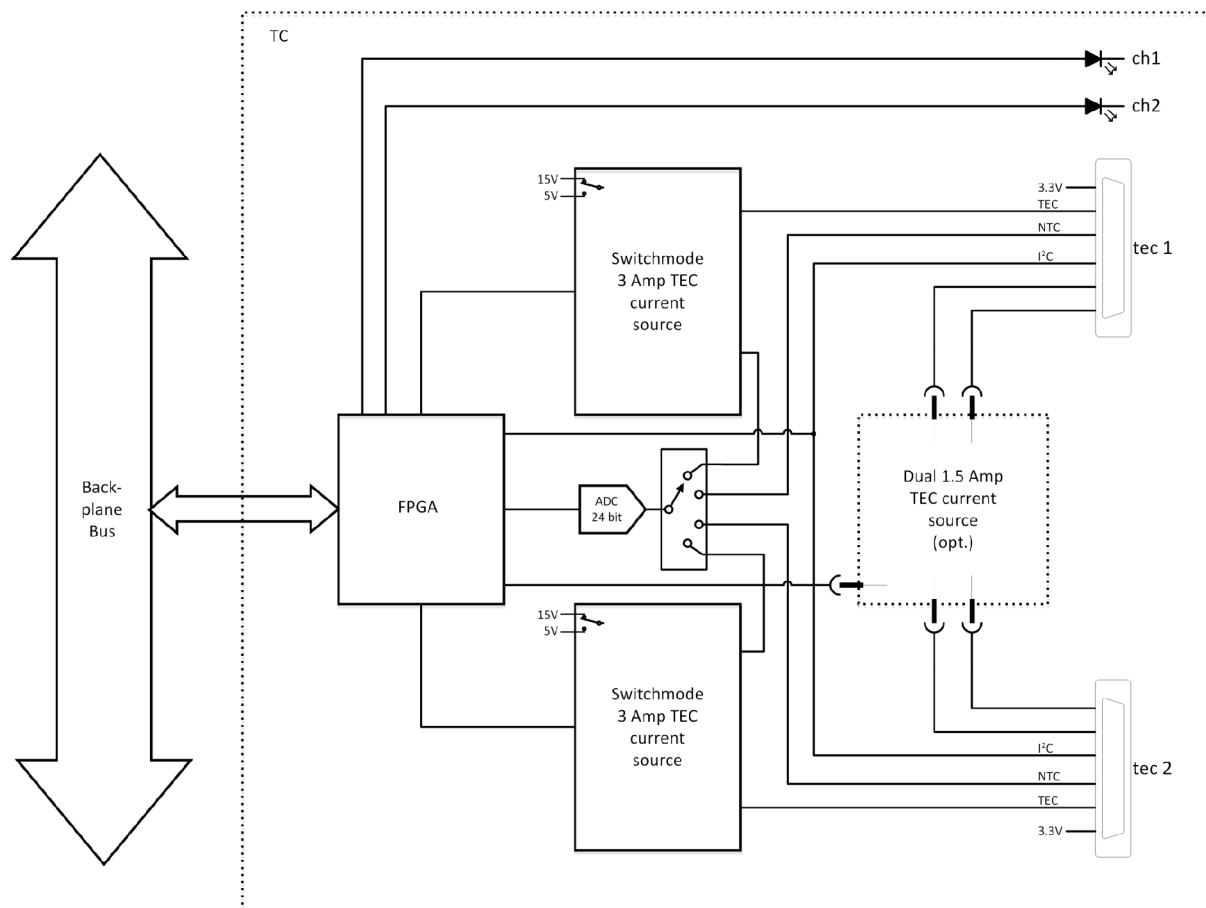 TC
ch1
ch2
15V
5V
Switchmode
3 Amp TEC
current
source
3.3V
TEC
NTC
I²C
tec 1
Back-
plane
Bus
FPGA
ADC
24 bit
Dual 1.5 Amp
TEC current
source
(opt.)
15V
5V
Switchmode
3 Amp TEC
current
source
I²C
NTC
TEC
3.3V
tec 2